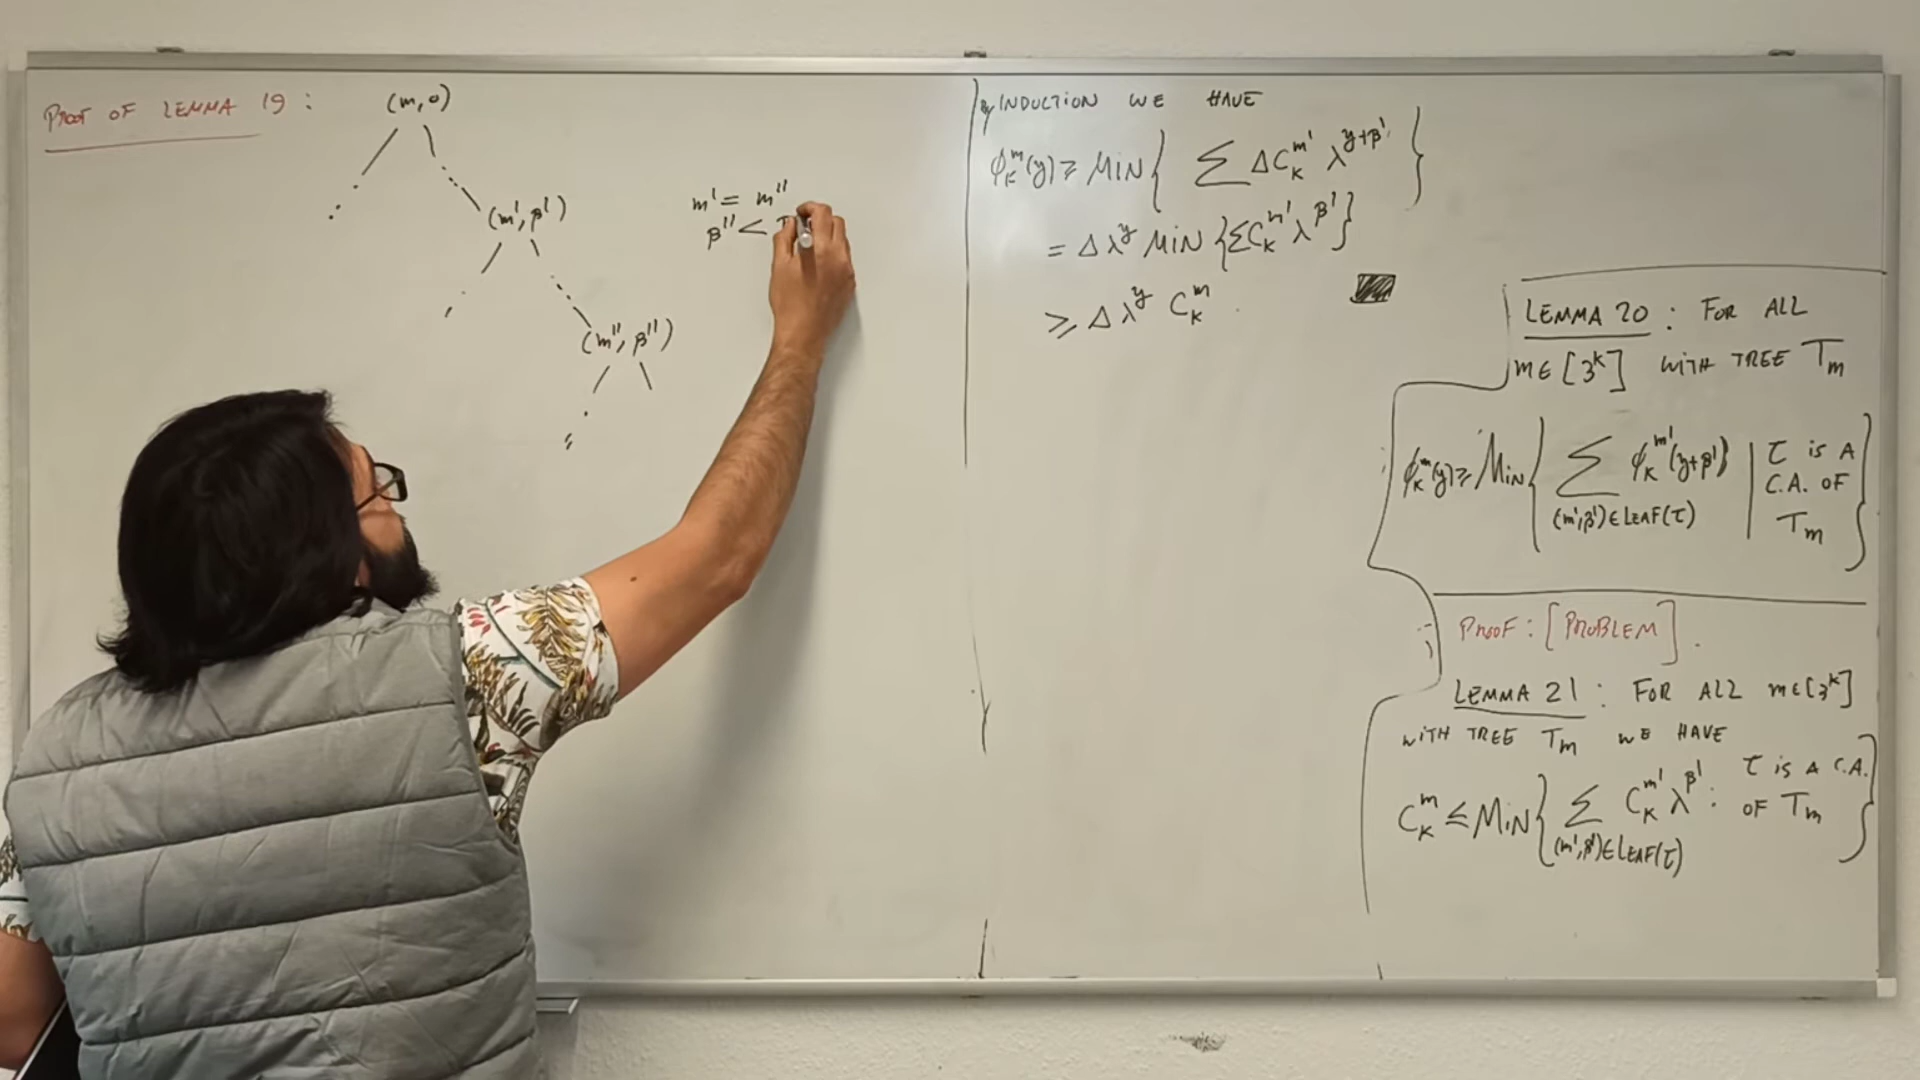 PROOF OF LEMMA 19 :
(m, 0)
(m', β')
(m'', β'')
m' = m''
β'' <
By INDUCTION WE HAVE
ϕ_K^m(y) ≥ MIN { ∑ Δ C_K^{m'} λ^{y+β'} }
= Δ λ^y MIN { ∑ C_K^{m'} λ^{β'} }
≥ Δ λ^y C_K^m .
LEMMA 20 : FOR ALL
m ∈ [3^K] WITH TREE T_m
ϕ_K^m(y) ≥ MIN { ∑_{(m',β') ∈ LEAF(τ)} ϕ_K^{m'}(y+β') | τ IS A C.A. OF T_m }
PROOF : [PROBLEM] .
LEMMA 21 : FOR ALL m ∈ [3^K]
WITH TREE T_m WE HAVE
C_K^m ≤ MIN { ∑_{(m',β') ∈ LEAF(τ)} C_K^{m'} λ^{β'} : τ IS A C.A. OF T_m }